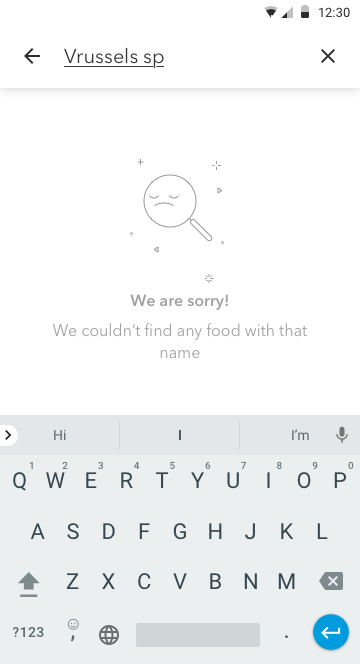 12:30
Vrussels sp
We are sorry!
We couldn't find any food with that
name
Hi I I'm
1 2 3 4 5 6 7 8 9 0
Q W E R T Y U I O P
A S D F G H J K L
Z X C V B N M
?123 , .